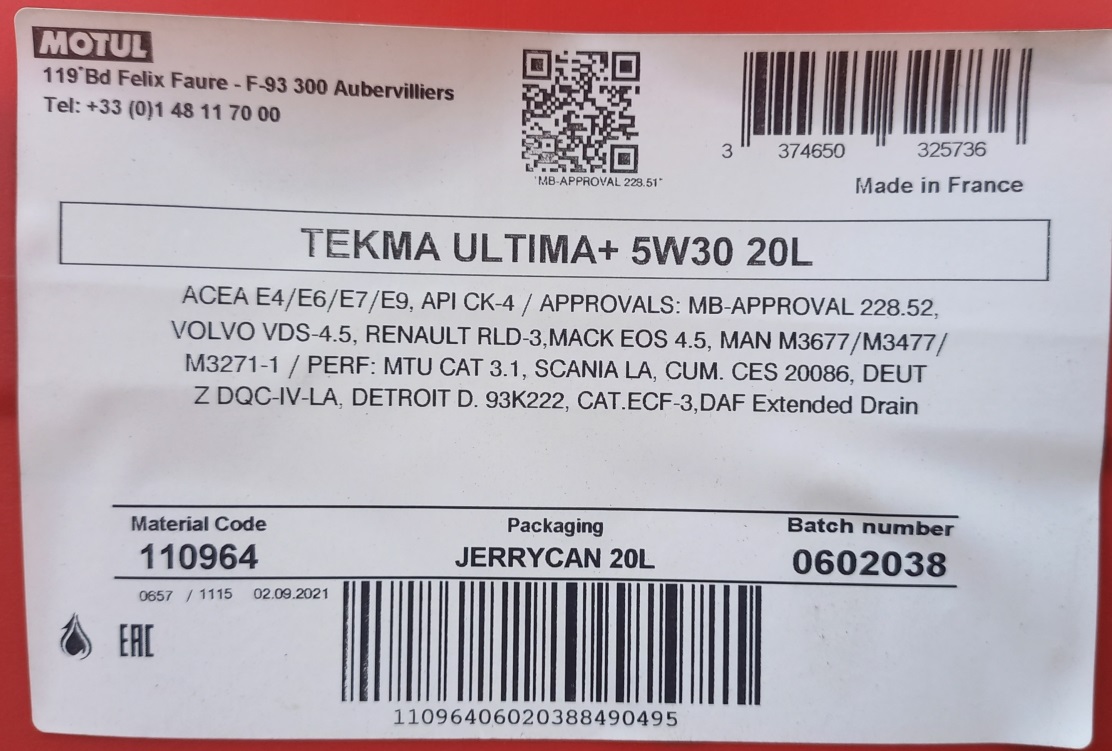 MOTUL
119 Bd Felix Faure - F-93 300 Aubervilliers
Tel: +33 (0)1 48 11 70 00
"MB-APPROVAL 228.51"
3 374650 325736
Made in France
TEKMA ULTIMA+ 5W30 20L
ACEA E4/E6/E7/E9, API CK-4 / APPROVALS: MB-APPROVAL 228.52,
VOLVO VDS-4.5, RENAULT RLD-3,MACK EOS 4.5, MAN M3677/M3477/
M3271-1 / PERF: MTU CAT 3.1, SCANIA LA, CUM. CES 20086, DEUT
Z DQC-IV-LA, DETROIT D. 93K222, CAT.ECF-3,DAF Extended Drain
Material Code Packaging Batch number
110964 JERRYCAN 20L 0602038
0657 / 1115 02.09.2021
EAC
11096406020388490495